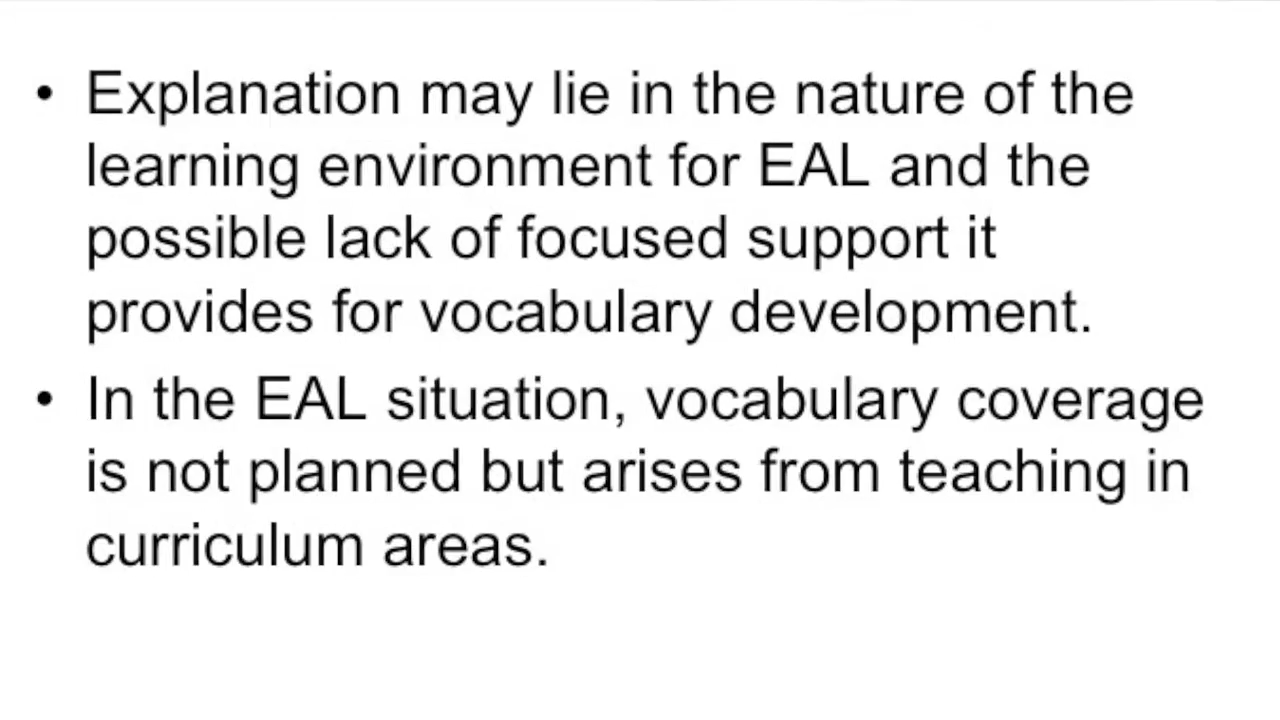 • Explanation may lie in the nature of the
learning environment for EAL and the
possible lack of focused support it
provides for vocabulary development.
• In the EAL situation, vocabulary coverage
is not planned but arises from teaching in
curriculum areas.